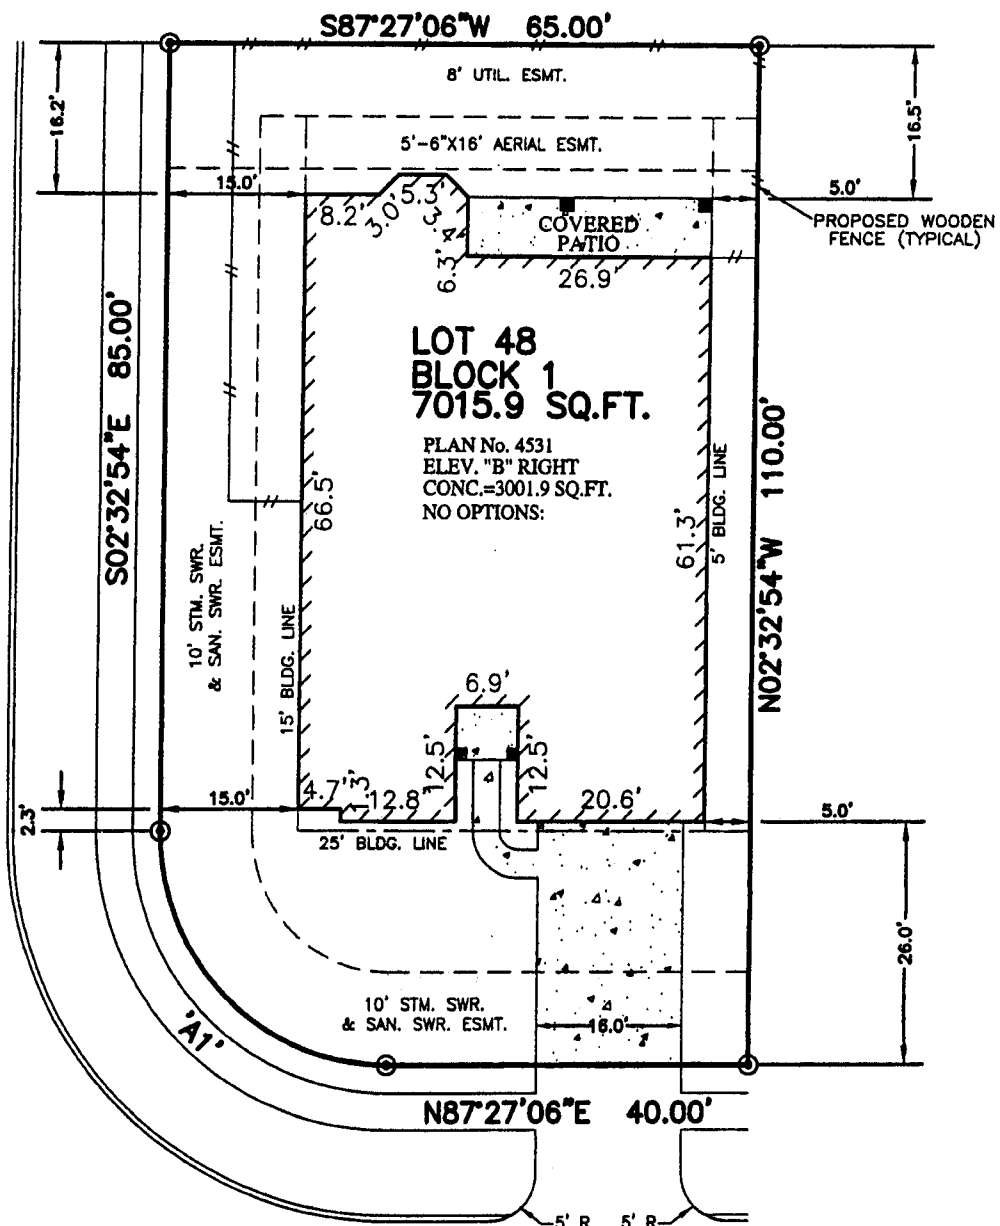 S87°27'06"W 65.00'
8' UTIL. ESMT.
16.2'
16.5'
5'-6"X16' AERIAL ESMT.
15.0'
5.0'
8.2'
3.0'
5.3'
3.4'
6.3'
COVERED
PATIO
26.9'
PROPOSED WOODEN
FENCE (TYPICAL)
LOT 48
BLOCK 1
7015.9 SQ.FT.
PLAN No. 4531
ELEV. "B" RIGHT
CONC.=3001.9 SQ.FT.
NO OPTIONS:
S02°32'54"E 85.00'
66.5'
61.3'
5' BLDG. LINE
N02°32'54"W 110.00'
10' STM. SWR.
& SAN. SWR. ESMT.
15' BLDG. LINE
6.9'
12.5'
12.5'
4.7'
1.3'
12.8'
20.6'
15.0'
5.0'
2.3'
25' BLDG. LINE
26.0'
10' STM. SWR.
& SAN. SWR. ESMT.
16.0'
'A1'
N87°27'06"E 40.00'
5' R
5' R